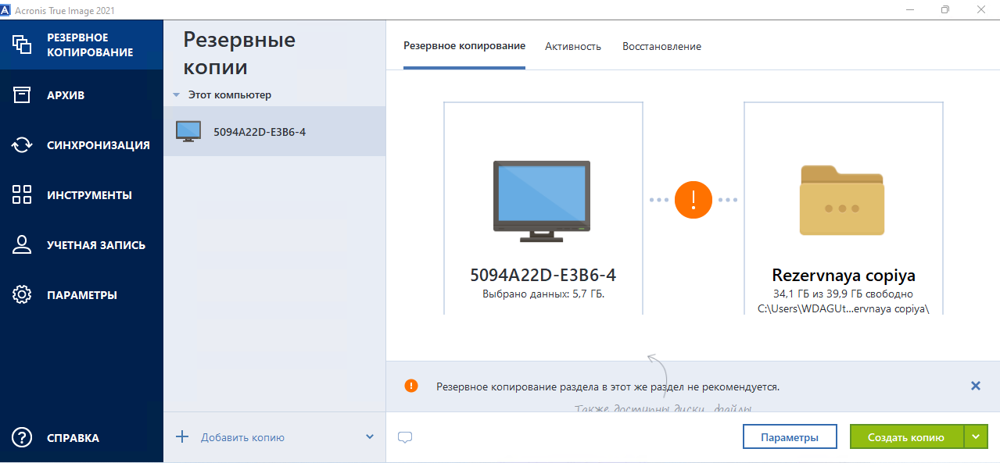 Acronis True Image 2021
РЕЗЕРВНОЕ
КОПИРОВАНИЕ
АРХИВ
СИНХРОНИЗАЦИЯ
ИНСТРУМЕНТЫ
УЧЕТНАЯ ЗАПИСЬ
ПАРАМЕТРЫ
СПРАВКА
Резервные
копии
Этот компьютер
5094A22D-E3B6-4
Добавить копию
Резервное копирование Активность Восстановление
5094A22D-E3B6-4
Выбрано данных: 5,7 ГБ.
Rezervnaya copiya
34,1 ГБ из 39,9 ГБ свободно
C:\Users\WDAGUt...ervnaya copiya\
Резервное копирование раздела в этот же раздел не рекомендуется.
Также доступны диски, файлы
Параметры
Создать копию